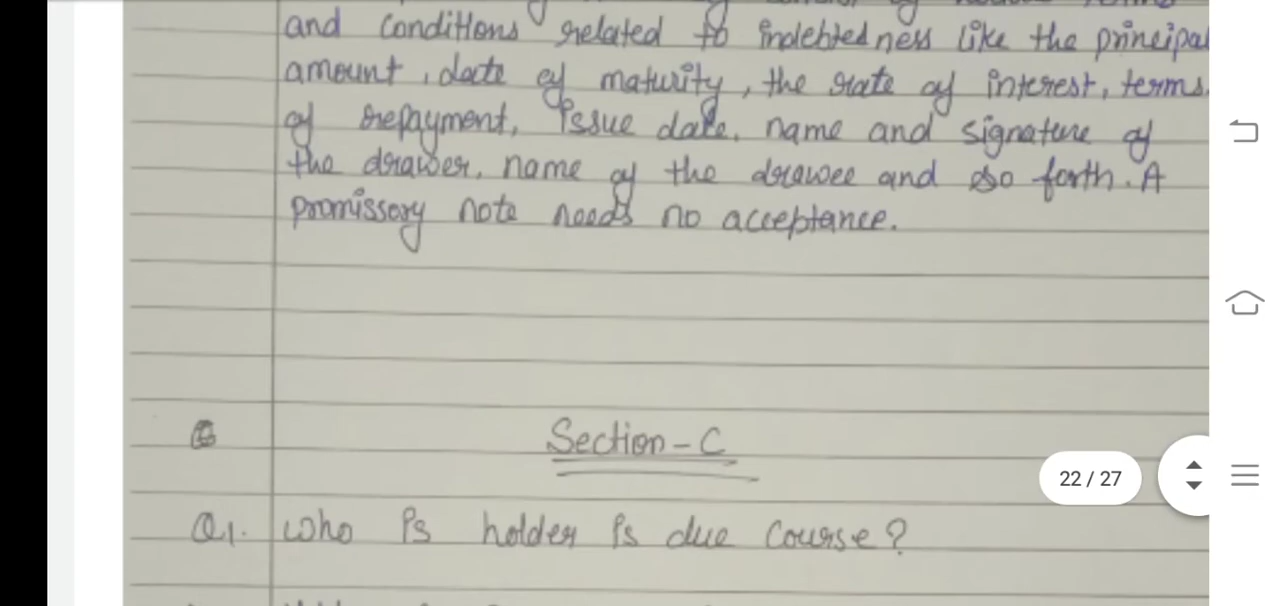 and conditions related to indebtedness like the principal
amount, date of maturity, the rate of interest, terms
of repayment, issue date, name and signature of
the drawer, name of the drawee and so forth. A
promissory note needs no acceptance.
Section-C
22 / 27
Q1. who is holder is due course?